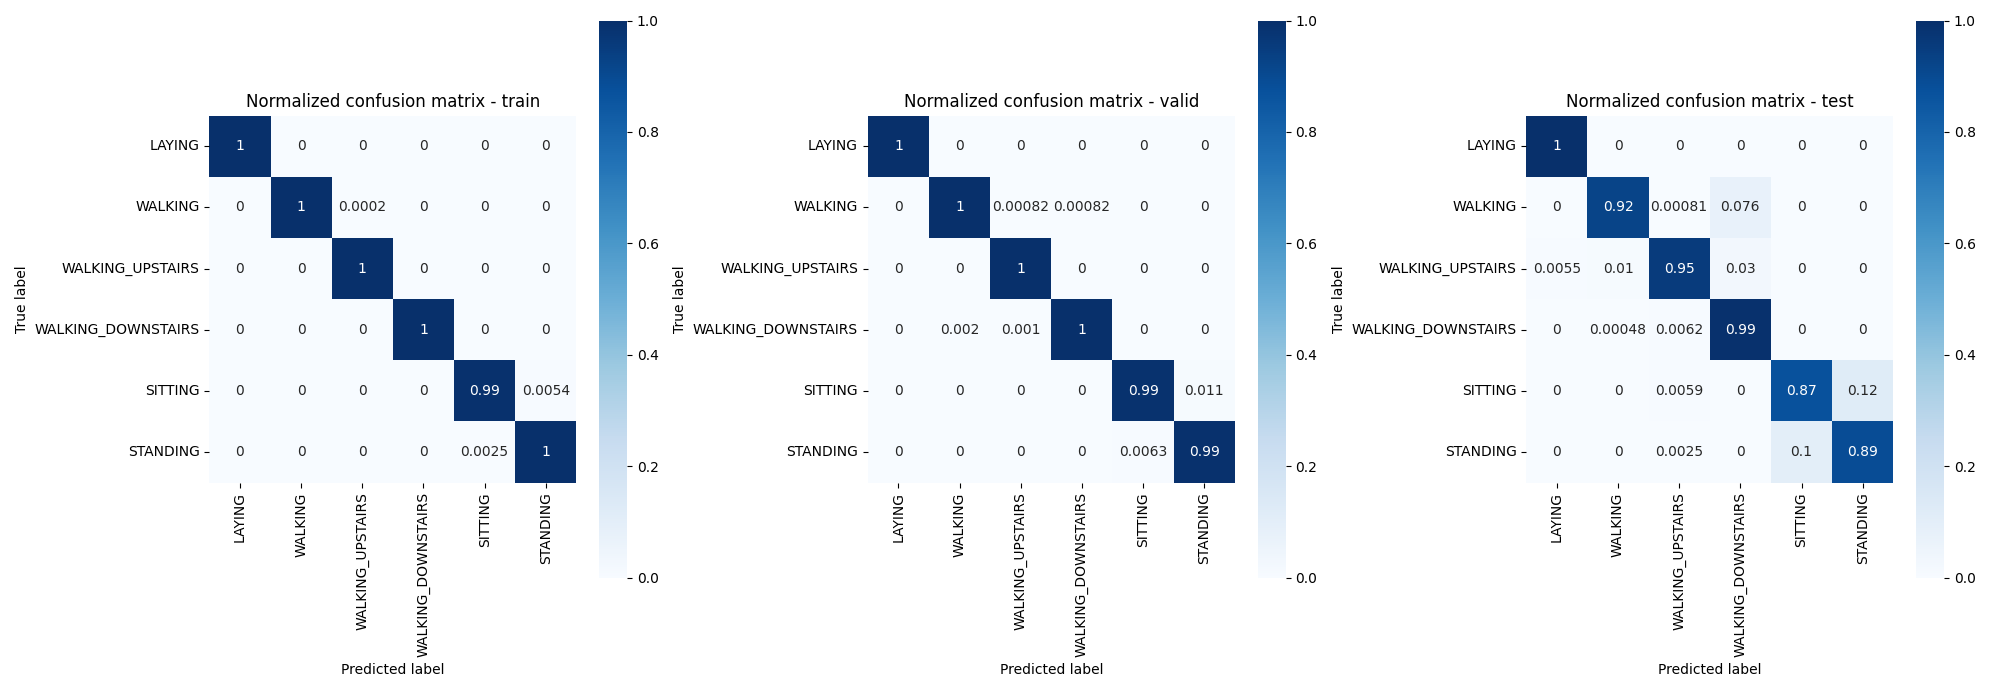 Normalized confusion matrix - train
True label
LAYING 1 0 0 0 0 0
WALKING 0 1 0.0002 0 0 0
WALKING_UPSTAIRS 0 0 1 0 0 0
WALKING_DOWNSTAIRS 0 0 0 1 0 0
SITTING 0 0 0 0 0.99 0.0054
STANDING 0 0 0 0 0.0025 1
LAYING
WALKING
WALKING_UPSTAIRS
WALKING_DOWNSTAIRS
SITTING
STANDING
Predicted label
1.0
0.8
0.6
0.4
0.2
0.0
Normalized confusion matrix - valid
True label
LAYING 1 0 0 0 0 0
WALKING 0 1 0.00082 0.00082 0 0
WALKING_UPSTAIRS 0 0 1 0 0 0
WALKING_DOWNSTAIRS 0 0.002 0.001 1 0 0
SITTING 0 0 0 0 0.99 0.011
STANDING 0 0 0 0 0.0063 0.99
LAYING
WALKING
WALKING_UPSTAIRS
WALKING_DOWNSTAIRS
SITTING
STANDING
Predicted label
1.0
0.8
0.6
0.4
0.2
0.0
Normalized confusion matrix - test
True label
LAYING 1 0 0 0 0 0
WALKING 0 0.92 0.00081 0.076 0 0
WALKING_UPSTAIRS 0.0055 0.01 0.95 0.03 0 0
WALKING_DOWNSTAIRS 0 0.00048 0.0062 0.99 0 0
SITTING 0 0 0.0059 0 0.87 0.12
STANDING 0 0 0.0025 0 0.1 0.89
LAYING
WALKING
WALKING_UPSTAIRS
WALKING_DOWNSTAIRS
SITTING
STANDING
Predicted label
1.0
0.8
0.6
0.4
0.2
0.0